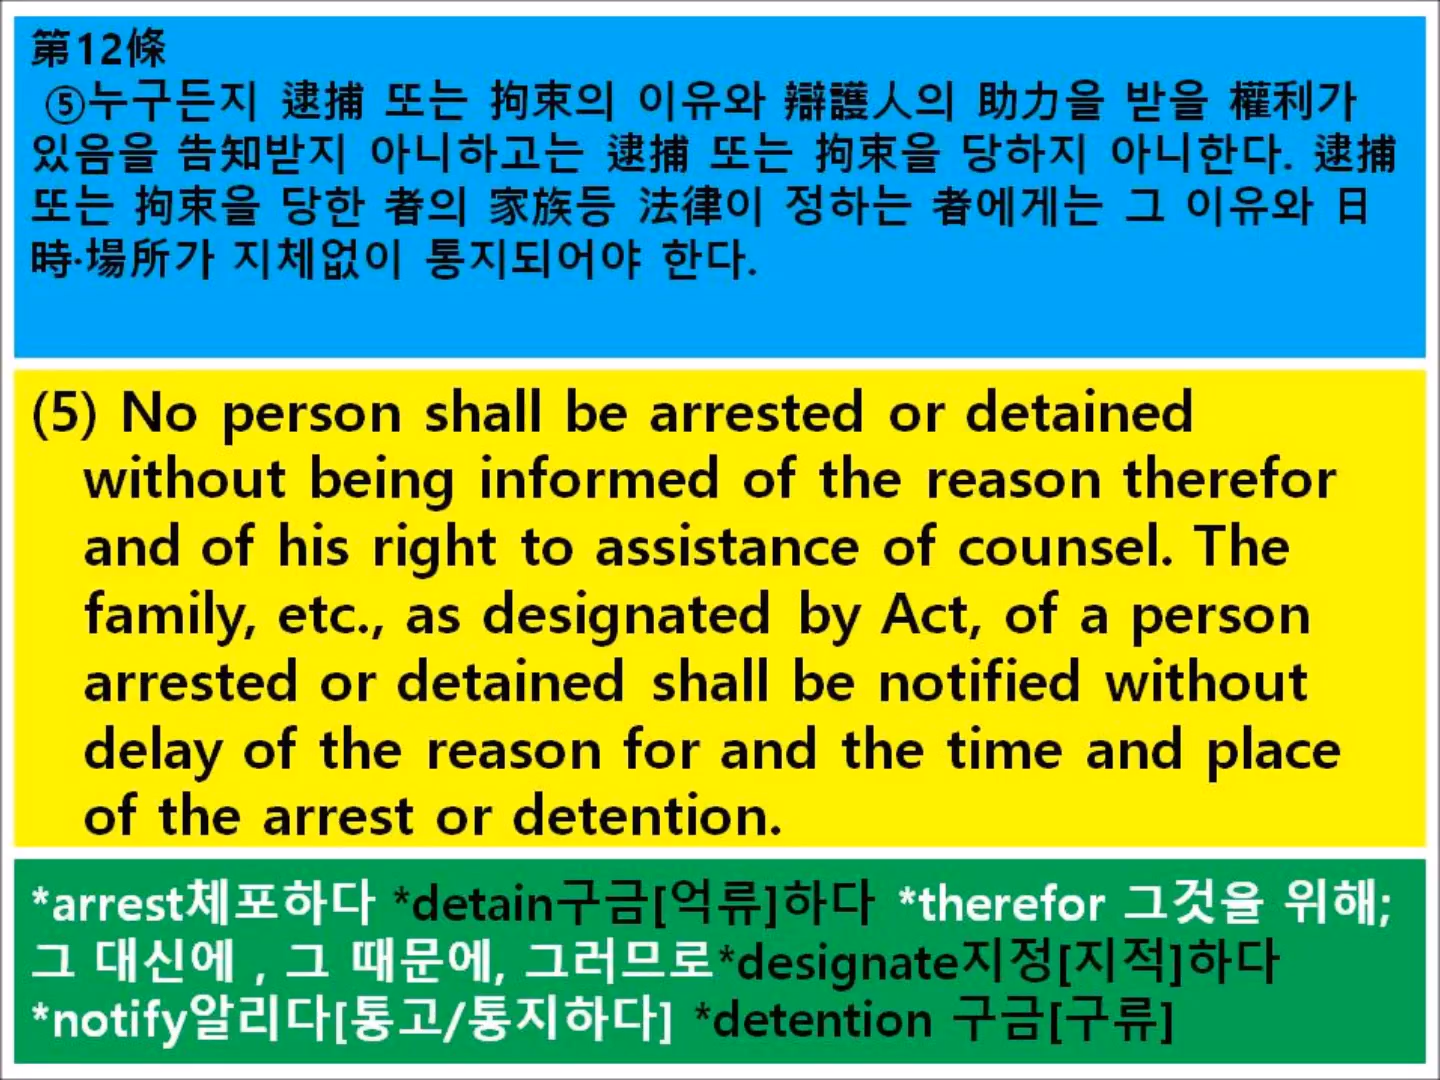 第12條
⑤누구든지 逮捕 또는 拘束의 이유와 辯護人의 助力을 받을 權利가
있음을 告知받지 아니하고는 逮捕 또는 拘束을 당하지 아니한다. 逮捕
또는 拘束을 당한 者의 家族등 法律이 정하는 者에게는 그 이유와 日
時·場所가 지체없이 통지되어야 한다.
(5) No person shall be arrested or detained
without being informed of the reason therefor
and of his right to assistance of counsel. The
family, etc., as designated by Act, of a person
arrested or detained shall be notified without
delay of the reason for and the time and place
of the arrest or detention.
*arrest체포하다 *detain구금[억류]하다 *therefor 그것을 위해;
그 대신에 , 그 때문에, 그러므로*designate지정[지적]하다
*notify알리다[통고/통지하다] *detention 구금[구류]